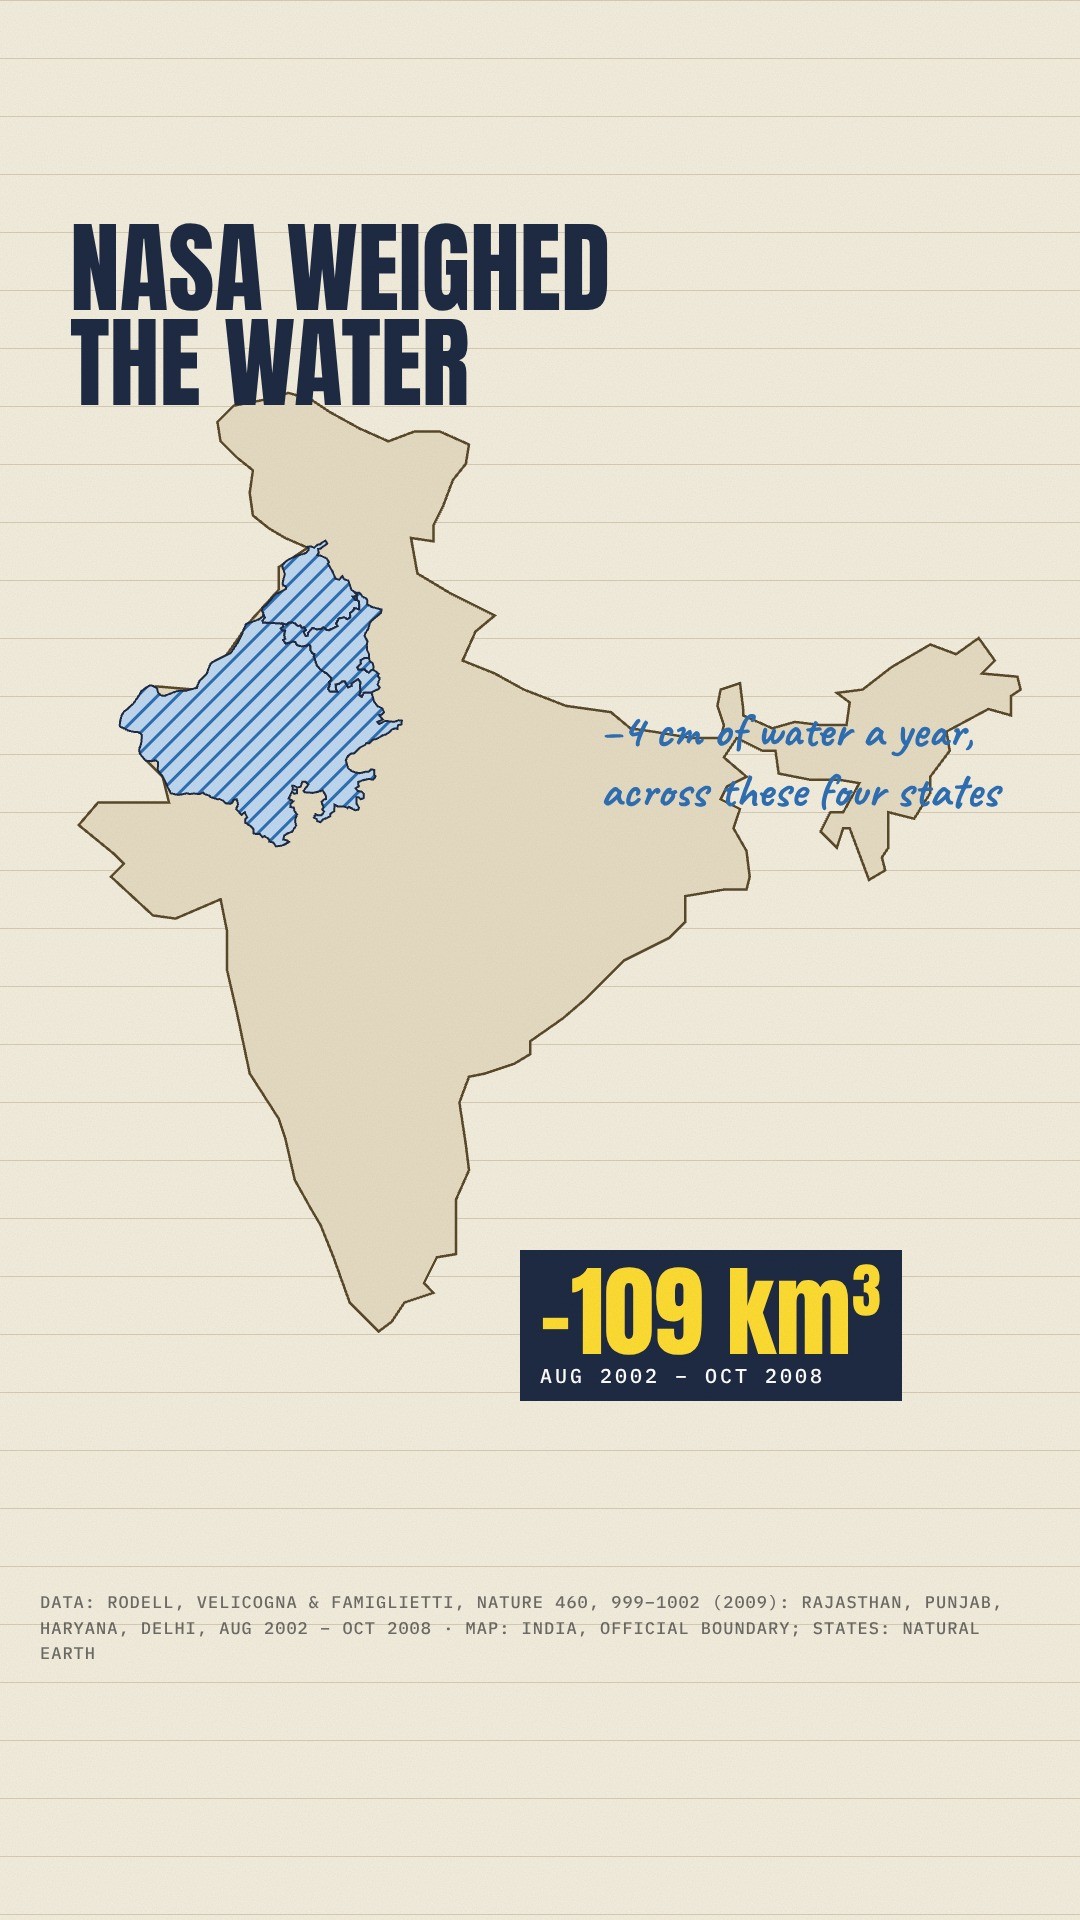 NASA WEIGHED
THE WATER
–4 cm of water a year,
across these four states
-109 km³
AUG 2002 – OCT 2008
DATA: RODELL, VELICOGNA & FAMIGLIETTI, NATURE 460, 999–1002 (2009): RAJASTHAN, PUNJAB,
HARYANA, DELHI, AUG 2002 – OCT 2008 · MAP: INDIA, OFFICIAL BOUNDARY; STATES: NATURAL
EARTH